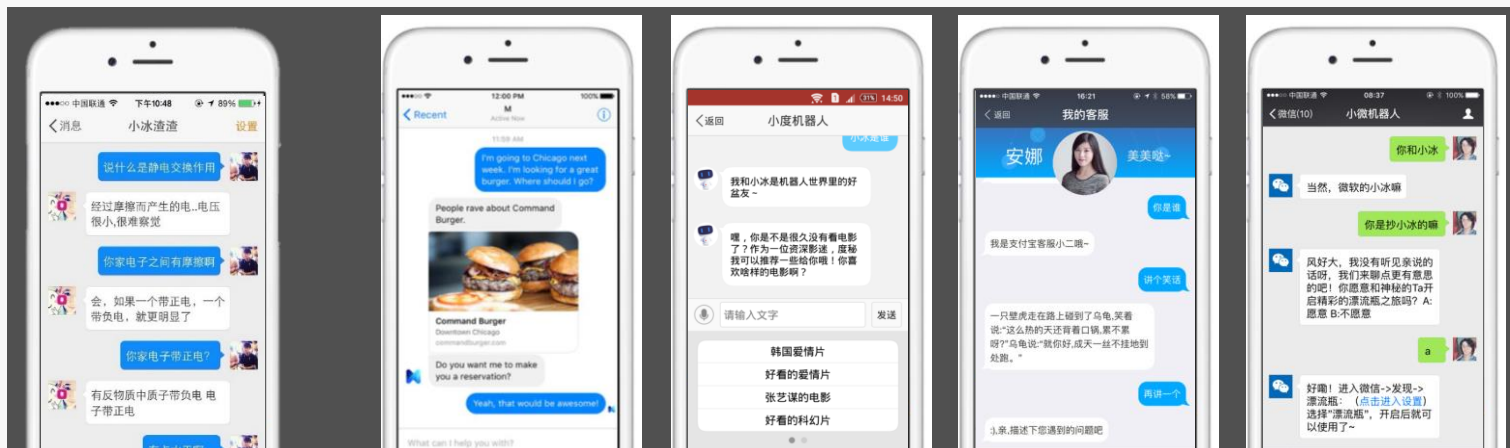 中国联通 下午10:48 89%
消息 小冰渣渣 设置
说什么是静电交换作用
经过摩擦而产生的电..电压
很小,很难察觉
你家电子之间有摩擦啊
会，如果一个带正电，一个
带负电，就更明显了
你家电子带正电?
有反物质中质子带负电 电
子带正电
12:00 PM 100%
Recent M
Active Now
11:59 AM
I'm going to Chicago next
week. I'm looking for a great
burger. Where should I go?
People rave about Command
Burger.
Command Burger
Downtown Chicago
commandburger.com
Do you want me to make
you a reservation?
Yeah, that would be awesome!
What can I help you with?
31% 14:50
返回 小度机器人
小冰是谁
我和小冰是机器人世界里的好
盆友~
嘿，你是不是很久没有看电影
了？作为一位资深影迷，度秘
我可以推荐一些给你哦！你喜
欢啥样的电影啊？
请输入文字 发送
韩国爱情片
好看的爱情片
张艺谋的电影
好看的科幻片
中国联通 16:21 58%
返回 我的客服
安娜 美美哒~
你是谁
我是支付宝客服小二哦~
讲个笑话
一只壁虎走在路上碰到了乌龟,笑着
说:"这么热的天还背着口锅,累不累
呀?"乌龟说:"就你好,成天一丝不挂地到
处跑。"
再讲一个
:),亲,描述下您遇到的问题吧
中国联通 08:37 100%
微信(10) 小微机器人
你和小冰
当然，微软的小冰嘛
你是抄小冰的嘛
风好大，我没有听见亲说的
话呀，我们来聊点更有意思
的吧！你愿意和神秘的Ta开
启精彩的漂流瓶之旅吗？A:
愿意 B:不愿意
a
好嘞！进入微信->发现->
漂流瓶：（点击进入设置）
选择"漂流瓶"，开启后就可
以使用了~